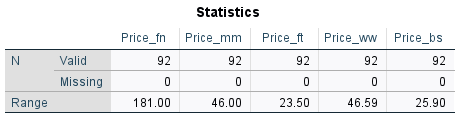 Statistics
Price_fn Price_mm Price_ft Price_ww Price_bs
N Valid 92 92 92 92 92
Missing 0 0 0 0 0
Range 181.00 46.00 23.50 46.59 25.90